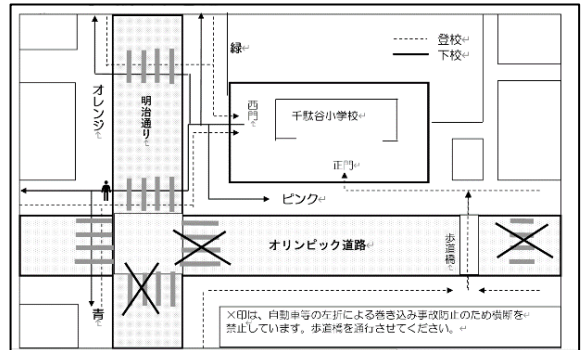 登校
下校
緑
オレンジ
明治通り
西門
千駄谷小学校
正門
ピンク
オリンピック道路
歩道橋
青
×印は、自動車等の左折による巻き込み事故防止のため横断を
禁止しています。歩道橋を通行させてください。